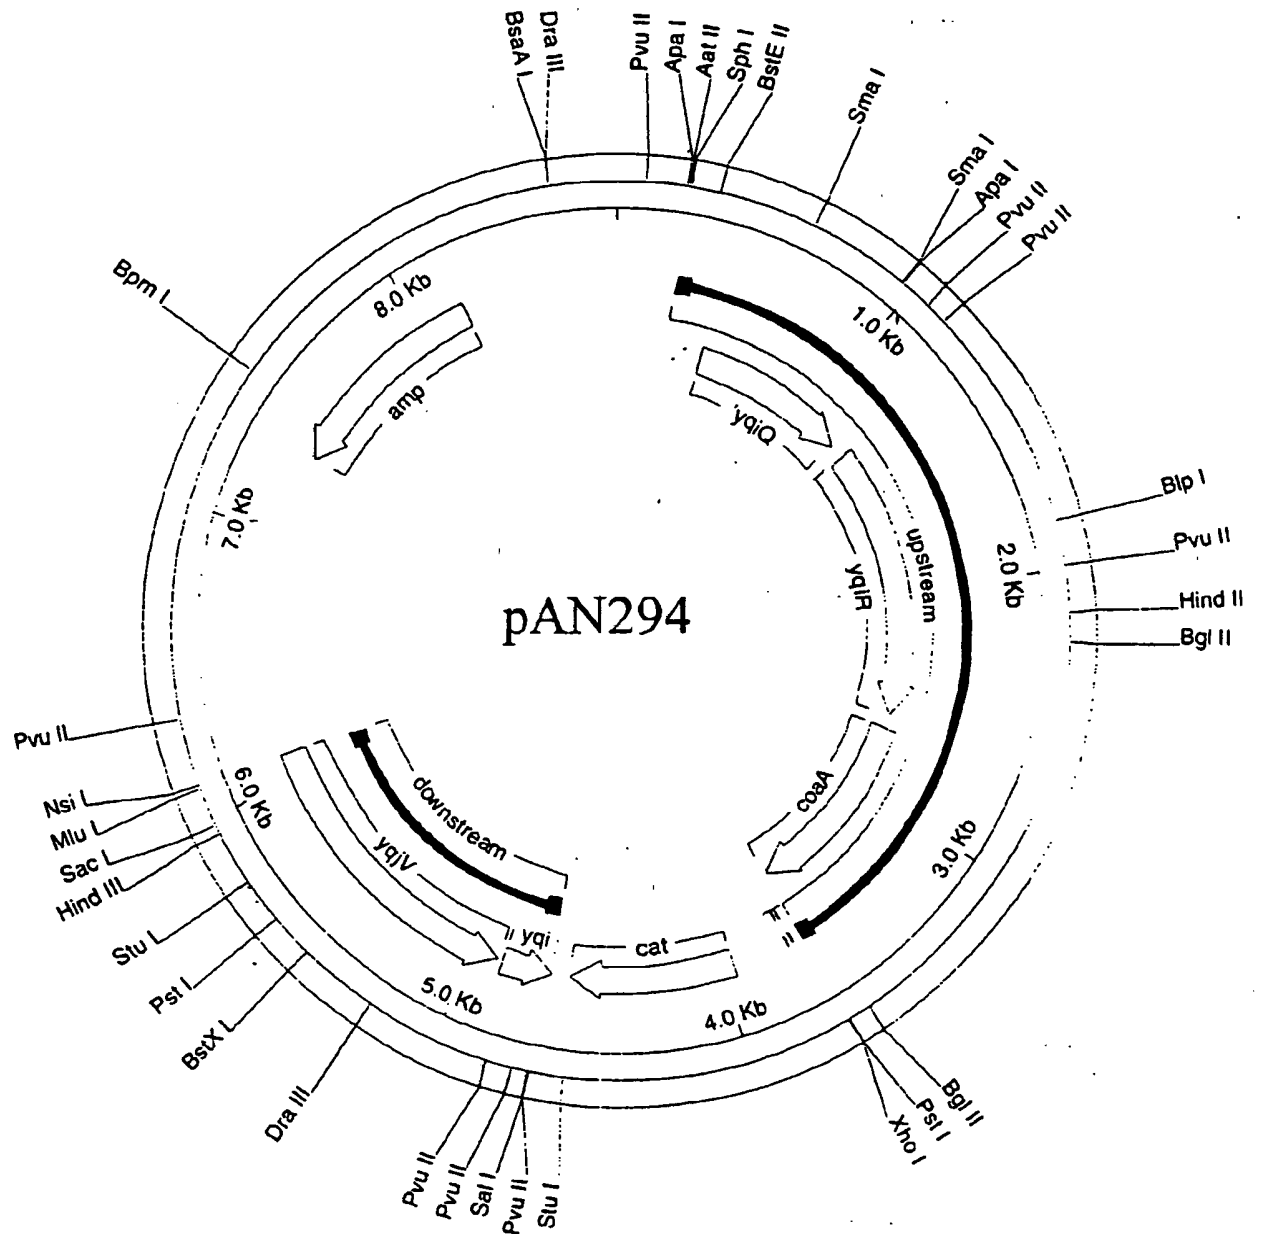 BsaA I
Dra III
Pvu II
Apa I
Aat II
Sph I
BstE II
Sma I
Sma I
Apa I
Pvu II
Pvu II
Blp I
Pvu II
Hind II
Bgl II
Bgl II
Pst I
Xho I
Stu I
Pvu II
Sal I
Pvu II
Pvu II
Dra III
BstX I
Pst I
Stu I
Hind III
Sac I
Mlu I
Nsi I
Pvu II
Bpm I
1.0 Kb
2.0 Kb
3.0 Kb
4.0 Kb
5.0 Kb
6.0 Kb
7.0 Kb
8.0 Kb
amp
'yqiQ
upstream
yqiR
coaA
cat
yqi
yqjV
downstream
pAN294